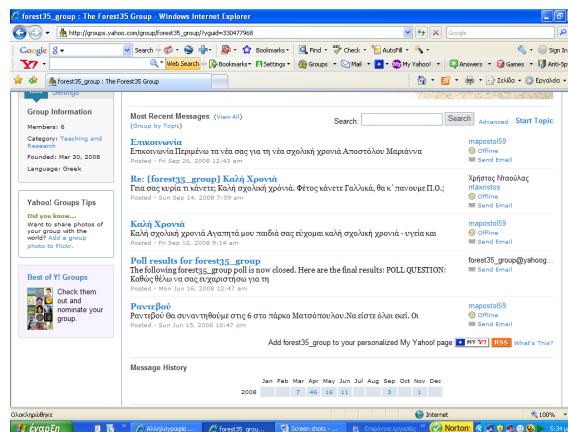 forest35_group : The Forest35 Group - Windows Internet Explorer
http://groups.yahoo.com/group/forest35_group/?yguid=330477968
Google
Google Search Bookmarks Find Check AutoFill Sign In
Y! Web Search Bookmarks Settings Groups Mail My Yahoo! Answers Games Anti-Sp
forest35_group : The Forest35 Group Σελίδα Εργαλεία
Settings
Group Information
Members: 6
Category: Teaching and Research
Founded: Mar 30, 2008
Language: Greek
Yahoo! Groups Tips
Did you know...
Want to share photos of
your group with the
world? Add a group
photo to Flickr.
Best of Y! Groups
Check them
out and
nominate your
group.
Most Recent Messages (View All)
(Group by Topic)
Search: Search Advanced Start Topic
Επικοινωνία
Επικοινωνία Περιμένω τα νέα σας για τη νέα σχολική χρονιά Αποστόλου Μαριάννα
Posted - Fri Sep 26, 2008 12:43 am
mapostol59
Offline
Send Email
Re: [forest35_group] Καλή Χρονιά
Γεια σας κυρία τι κάνετε; Καλή σχολική χρόνιά. Φέτος κάνετε Γαλλικά, θα κ΄ πανουμε Π.Ο.;
Posted - Sun Sep 14, 2008 7:59 am
Χρήστος Νταούλας
ntaxristos
Offline
Send Email
Καλή Χρονιά
Καλή σχολική χρονιά Αγαπητά μου παιδιά σας εύχομαι καλή σχολική χρονιά - υγεία και
Posted - Fri Sep 12, 2008 9:14 am
mapostol59
Offline
Send Email
Poll results for forest35_group
The following forest35_group poll is now closed. Here are the final results: POLL QUESTION:
Καθώς θέλω να σας ευχαριστήσω για τη
Posted - Mon Jun 16, 2008 12:47 am
forest35_group@yahoog...
Send Email
Ραντεβού
Ραντεβού Θα συναντηθούμε στις 6 στο πάρκο Ματσόπουλου.Να είστε όλοι εκεί. Οι
Posted - Sun Jun 15, 2008 10:47 pm
mapostol59
Offline
Send Email
Add forest35_group to your personalized My Yahoo! page MY Y! RSS What's This?
Message History
Jan Feb Mar Apr May Jun Jul Aug Sep Oct Nov Dec
2008 7 46 16 11 3 1
Ολοκληρώθηκε Internet 100%
έναρξη Αλληλογραφία ... forest35_grou... Screen shots - ... Επιφάνεια εργασίας Norton 5:34 μμ